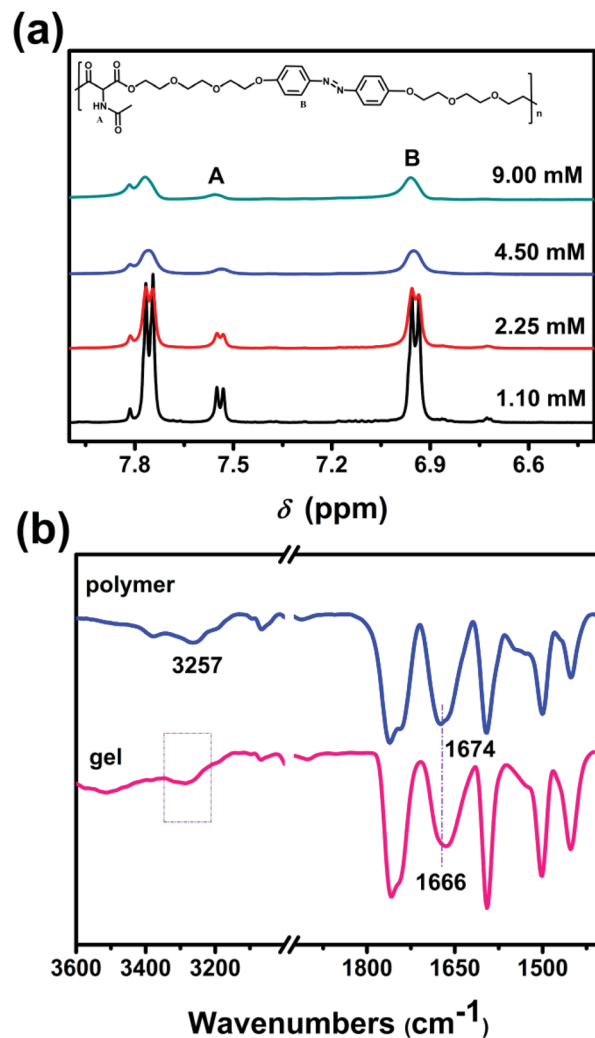 (a)
O O
O O O O N N O O O
HN A O B n
A B 9.00 mM
4.50 mM
2.25 mM
1.10 mM
7.8 7.5 7.2 6.9 6.6
δ (ppm)
(b)
polymer
3257
1674
gel
1666
3600 3400 3200 1800 1650 1500
Wavenumbers (cm⁻¹)